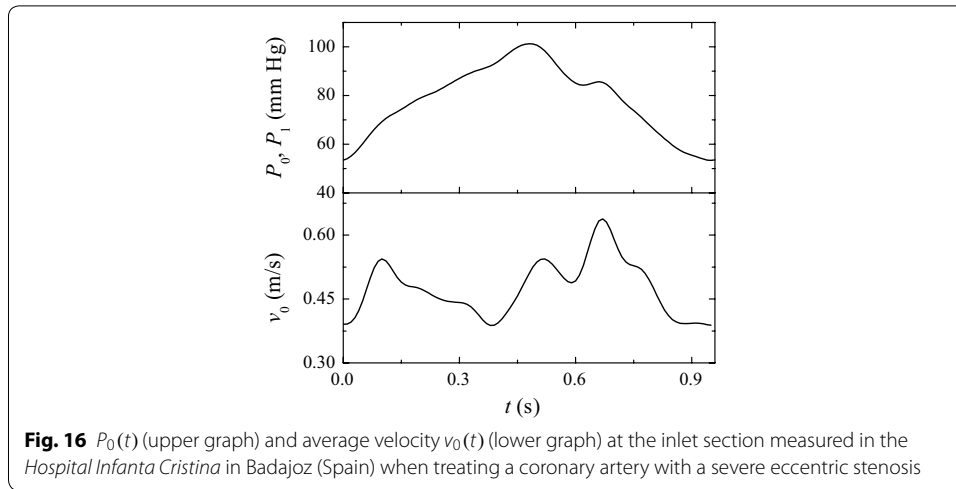 100
80
60
40
P₀, P₁ (mm Hg)
0.60
0.45
0.30
v₀ (m/s)
0.0 0.3 0.6 0.9
t (s)
Fig. 16 P₀(t) (upper graph) and average velocity v₀(t) (lower graph) at the inlet section measured in the
Hospital Infanta Cristina in Badajoz (Spain) when treating a coronary artery with a severe eccentric stenosis